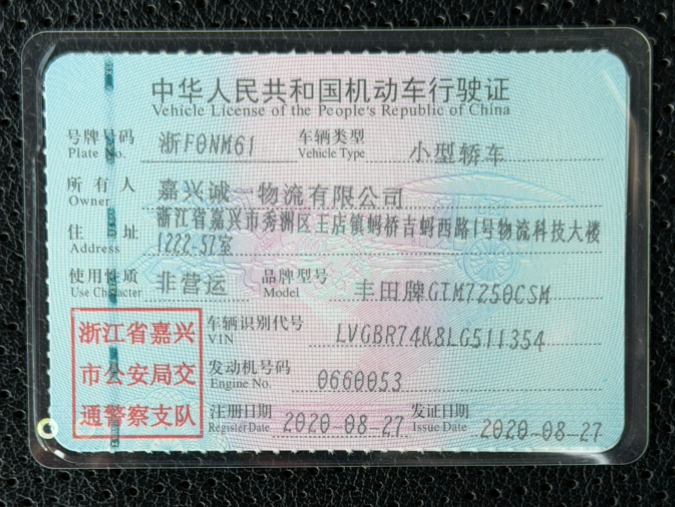 中华人民共和国机动车行驶证
Vehicle License of the People's Republic of China
号牌号码 浙F0NM61 车辆类型 小型轿车
Plate No. Vehicle Type
所有人 嘉兴诚一物流有限公司
Owner
住址 浙江省嘉兴市秀洲区王店镇蚂桥吉蚂西路1号物流科技大楼
Address 1222-57室
使用性质 非营运 品牌型号 丰田牌GTM7250CSM
Use Character Model
浙江省嘉兴
市公安局交
通警察支队
车辆识别代号 LVGBR74K8LG511354
VIN
发动机号码 0660053
Engine No.
注册日期 2020-08-27 发证日期 2020-08-27
Register Date Issue Date